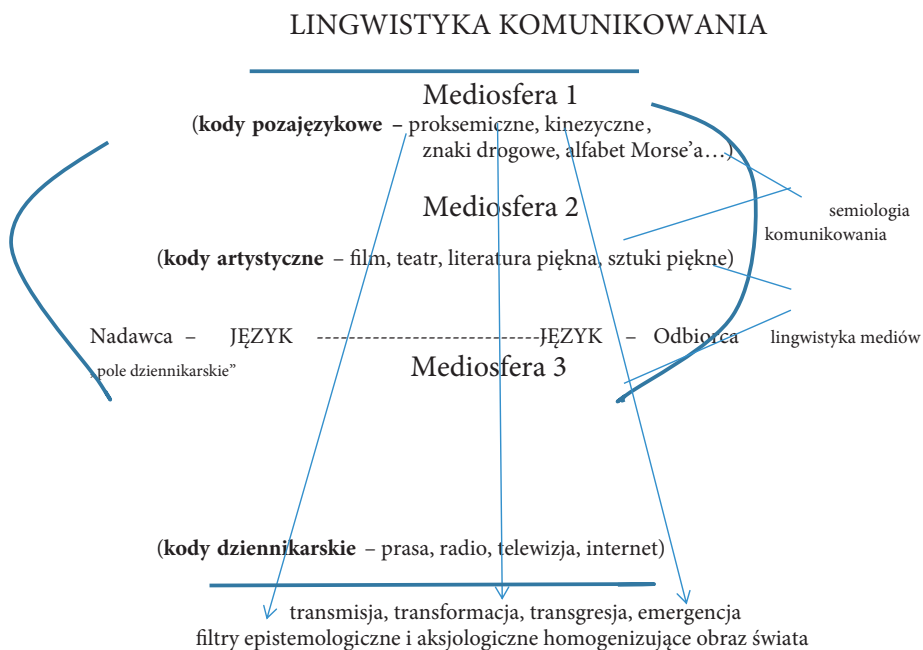 LINGWISTYKA KOMUNIKOWANIA
Mediosfera 1
(kody pozajęzykowe – proksemiczne, kinezyczne,
znaki drogowe, alfabet Morse’a…)
Mediosfera 2
semiologia
komunikowania
(kody artystyczne – film, teatr, literatura piękna, sztuki piękne)
Nadawca – JĘZYK ------------------------- JĘZYK – Odbiorca lingwistyka mediów
„pole dziennikarskie”
Mediosfera 3
(kody dziennikarskie – prasa, radio, telewizja, internet)
transmisja, transformacja, transgresja, emergencja
filtry epistemologiczne i aksjologiczne homogenizujące obraz świata